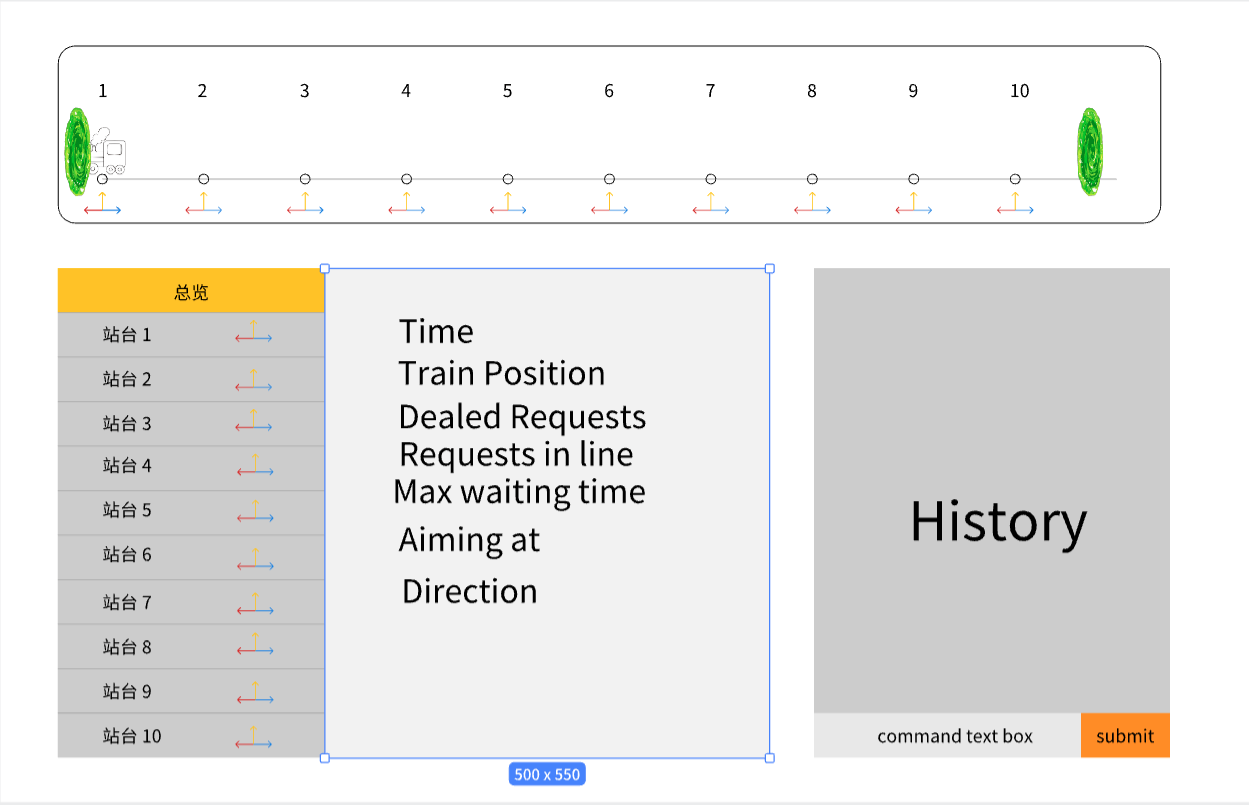 1 2 3 4 5 6 7 8 9 10
总览
站台 1
站台 2
站台 3
站台 4
站台 5
站台 6
站台 7
站台 8
站台 9
站台 10
Time
Train Position
Dealed Requests
Requests in line
Max waiting time
Aiming at
Direction
500 x 550
History
command text box
submit